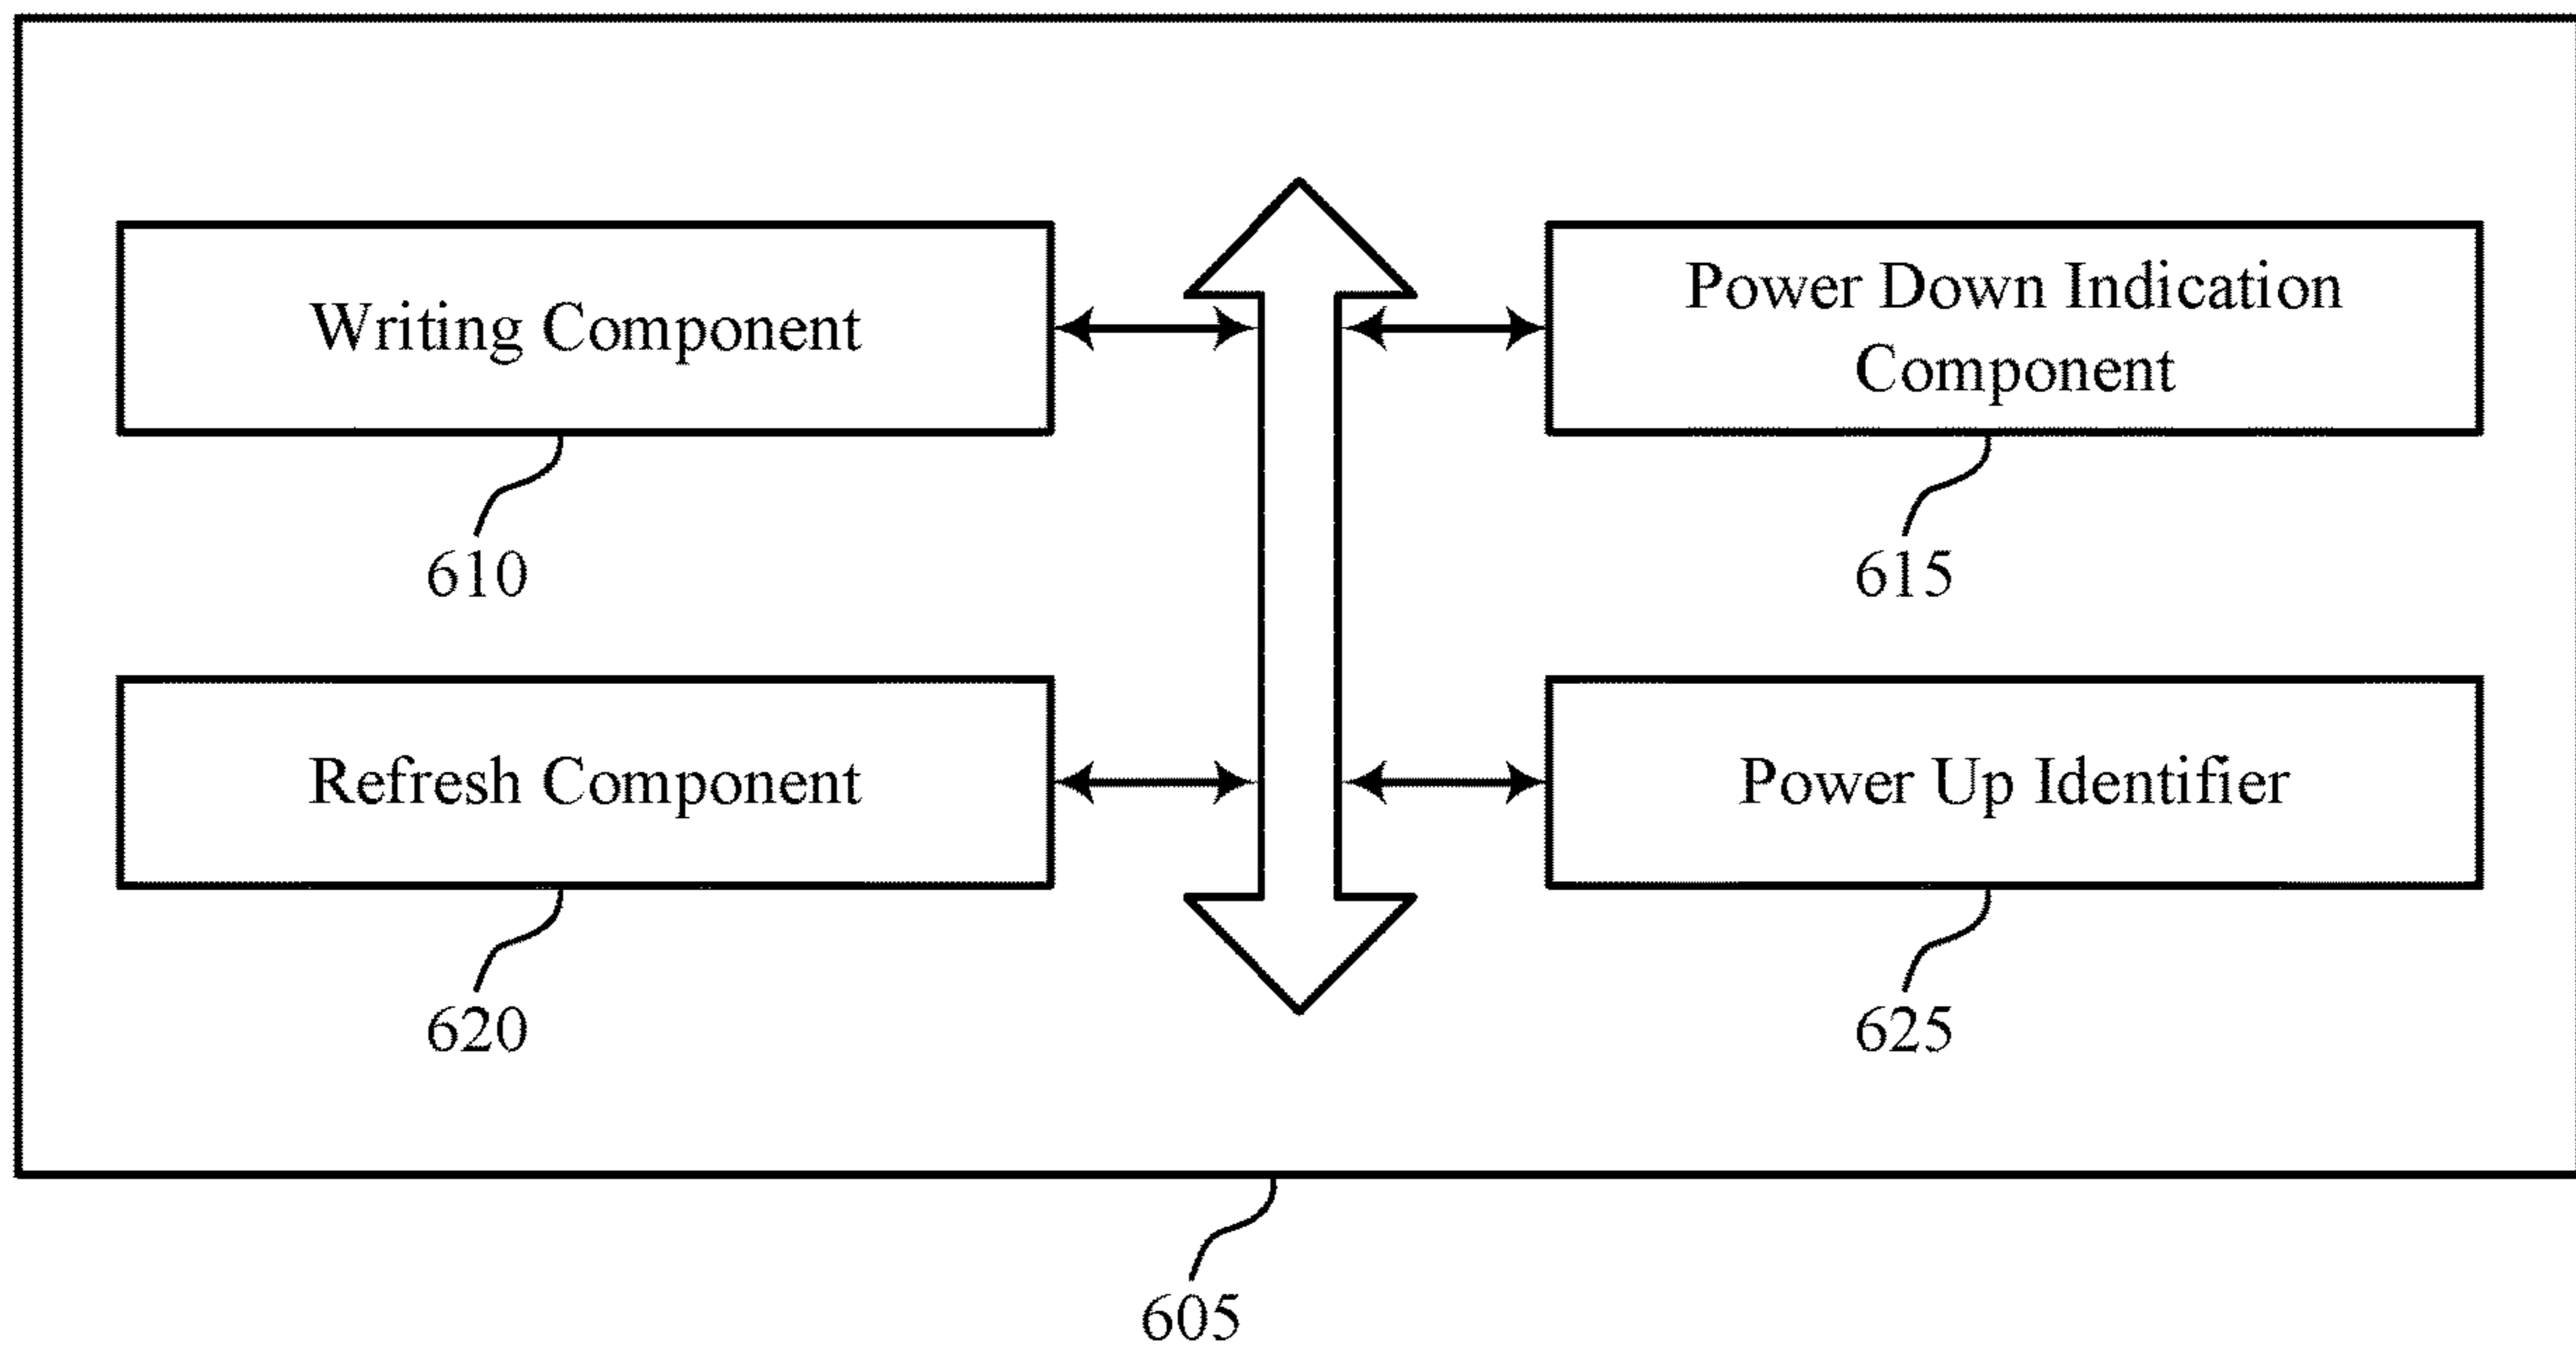 Writing Component
610
Power Down Indication
Component
615
Refresh Component
620
Power Up Identifier
625
605